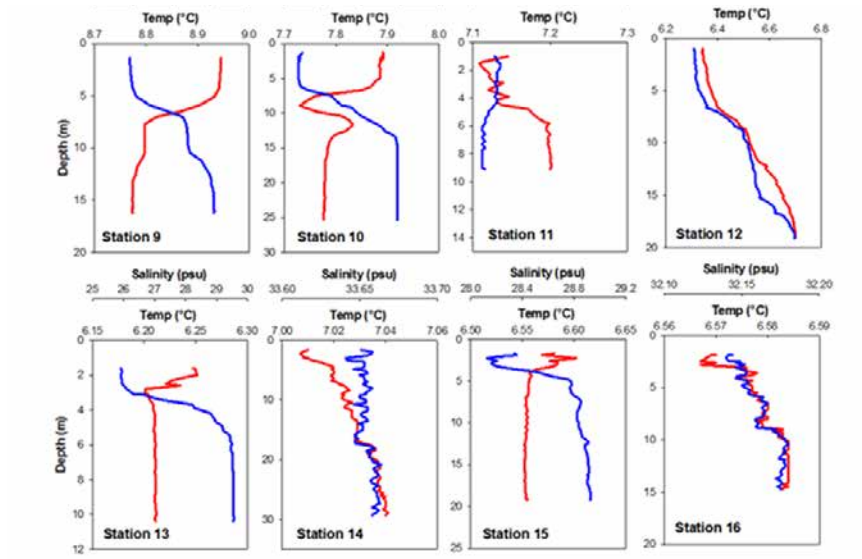 Temp (°C) Temp (°C) Temp (°C) Temp (°C)
8.7 8.8 8.9 9.0 7.7 7.8 7.9 8.0 7.1 7.2 7.3 6.2 6.4 6.6 6.8
Depth (m)
0
5
10
15
20
Station 9
0
5
10
15
20
25
30
Station 10
0
2
4
6
8
10
12
14
Station 11
0
5
10
15
20
Station 12
Salinity (psu) Salinity (psu) Salinity (psu) Salinity (psu)
25 26 27 28 29 30 33.60 33.65 33.70 28.0 28.4 28.8 29.2 32.10 32.15 32.20
Temp (°C) Temp (°C) Temp (°C) Temp (°C)
6.15 6.20 6.25 6.30 7.00 7.02 7.04 7.06 6.50 6.55 6.60 6.65 6.56 6.57 6.58 6.59
Depth (m)
0
2
4
6
8
10
12
Station 13
0
10
20
30
Station 14
0
5
10
15
20
25
Station 15
0
5
10
15
20
Station 16